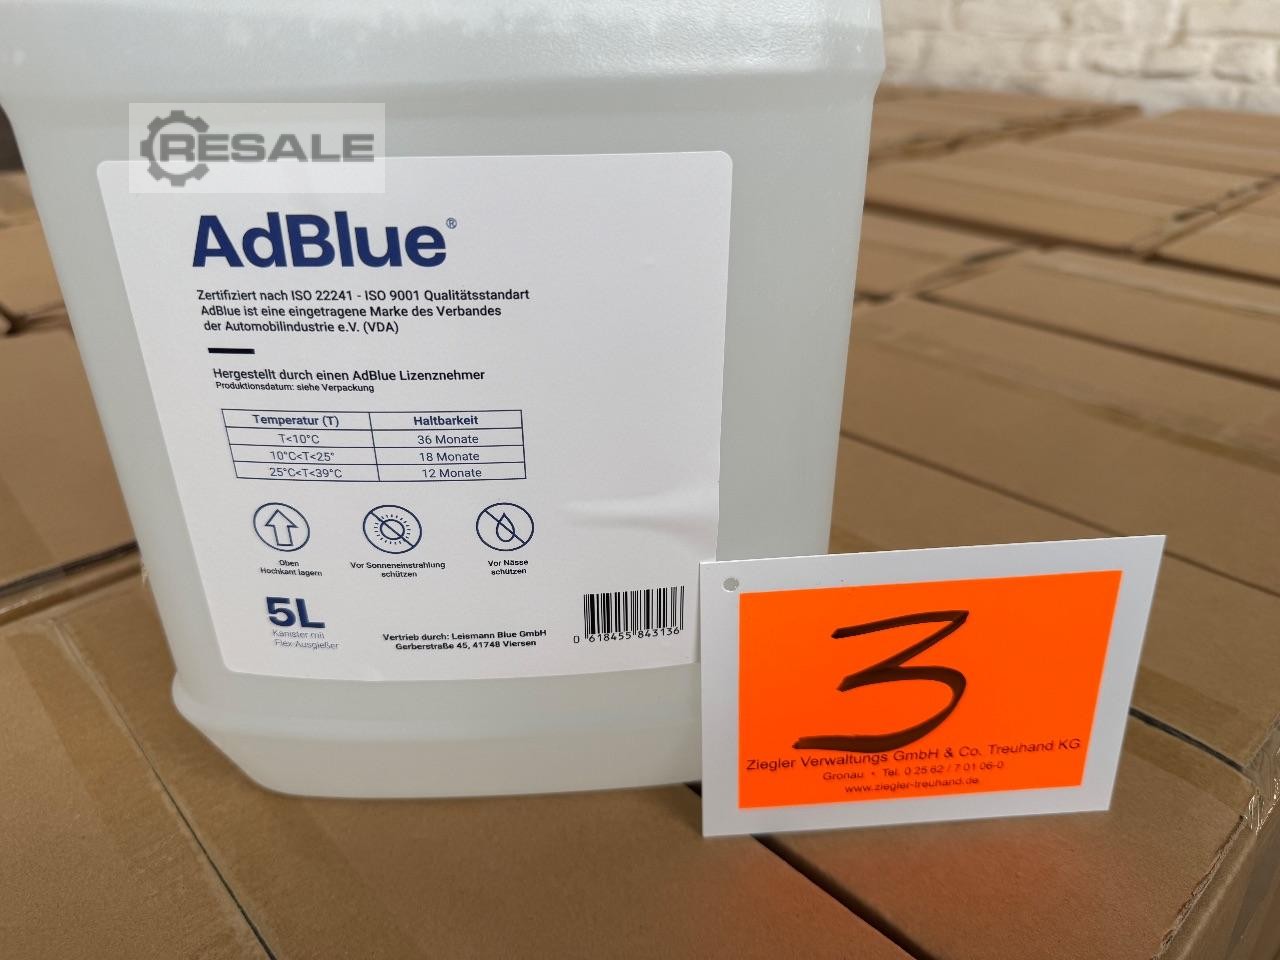 RESALE
AdBlue®
Zertifiziert nach ISO 22241 - ISO 9001 Qualitätsstandart
AdBlue ist eine eingetragene Marke des Verbandes
der Automobilindustrie e.V. (VDA)
Hergestellt durch einen AdBlue Lizenznehmer
Produktionsdatum: siehe Verpackung
Temperatur (T) Haltbarkeit
T<10°C 36 Monate
10°C<T<25° 18 Monate
25°C<T<39°C 12 Monate
Oben
Hochkant lagern
Vor Sonneneinstrahlung
schützen
Vor Nässe
schützen
5L
Kanister mit
Flex-Ausgießer
Vertrieb durch: Leismann Blue GmbH
Gerberstraße 45, 41748 Viersen
0 618455 843136
3
Ziegler Verwaltungs GmbH & Co. Treuhand KG
Gronau • Tel. 0 25 62 / 7 01 06-0
www.ziegler-treuhand.de